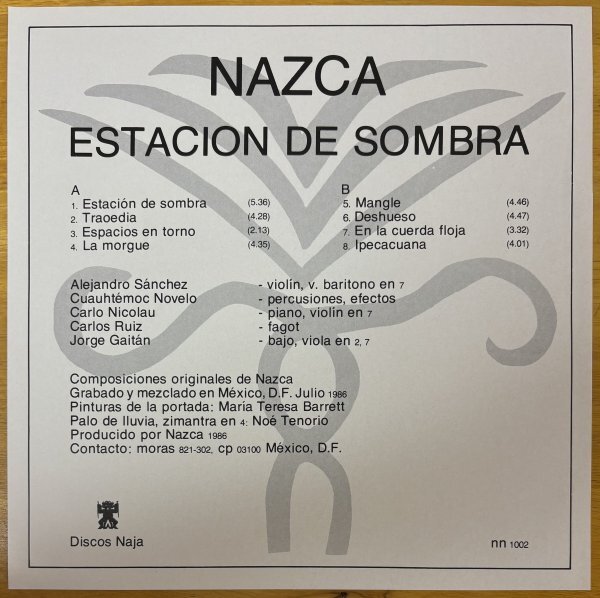 NAZCA
ESTACION DE SOMBRA
A
1. Estación de sombra (5.36)
2. Traoedia (4.28)
3. Espacios en torno (2.13)
4. La morgue (4.35)
B
5. Mangle (4.46)
6. Deshueso (4.47)
7. En la cuerda floja (3.32)
8. Ipecacuana (4.01)
Alejandro Sánchez - violín, v. baritono en 7
Cuauhtémoc Novelo - percusiones, efectos
Carlo Nicolau - piano, violín en 7
Carlos Ruiz - fagot
Jorge Gaitán - bajo, viola en 2, 7
Composiciones originales de Nazca
Grabado y mezclado en México, D.F. Julio 1986
Pinturas de la portada: María Teresa Barrett
Palo de lluvia, zimantra en 4: Noé Tenorio
Producido por Nazca 1986
Contacto: moras 821-302, cp 03100 México, D.F.
Discos Naja
nn 1002